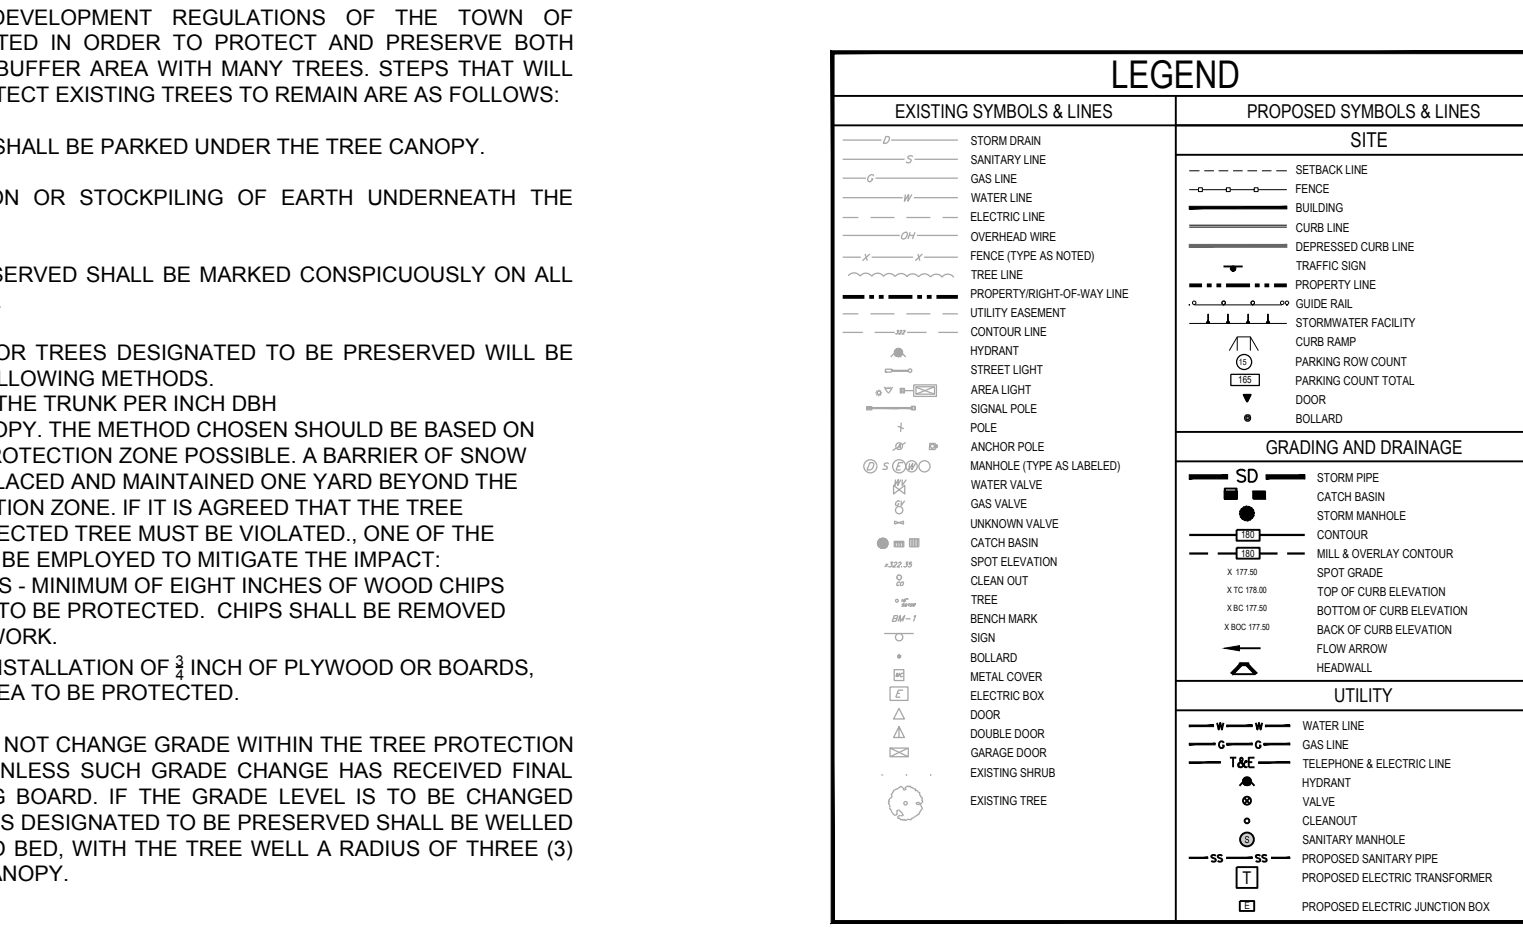 DEVELOPMENT REGULATIONS OF THE TOWN OF
TED IN ORDER TO PROTECT AND PRESERVE BOTH
BUFFER AREA WITH MANY TREES. STEPS THAT WILL
TECT EXISTING TREES TO REMAIN ARE AS FOLLOWS:
SHALL BE PARKED UNDER THE TREE CANOPY.
ON OR STOCKPILING OF EARTH UNDERNEATH THE
SERVED SHALL BE MARKED CONSPICUOUSLY ON ALL
OR TREES DESIGNATED TO BE PRESERVED WILL BE
LLOWING METHODS.
THE TRUNK PER INCH DBH
OPY. THE METHOD CHOSEN SHOULD BE BASED ON
ROTECTION ZONE POSSIBLE. A BARRIER OF SNOW
LACED AND MAINTAINED ONE YARD BEYOND THE
TION ZONE. IF IT IS AGREED THAT THE TREE
ECTED TREE MUST BE VIOLATED., ONE OF THE
BE EMPLOYED TO MITIGATE THE IMPACT:
S - MINIMUM OF EIGHT INCHES OF WOOD CHIPS
TO BE PROTECTED. CHIPS SHALL BE REMOVED
WORK.
NSTALLATION OF 3/4 INCH OF PLYWOOD OR BOARDS,
EA TO BE PROTECTED.
NOT CHANGE GRADE WITHIN THE TREE PROTECTION
NLESS SUCH GRADE CHANGE HAS RECEIVED FINAL
G BOARD. IF THE GRADE LEVEL IS TO BE CHANGED
S DESIGNATED TO BE PRESERVED SHALL BE WELLED
D BED, WITH THE TREE WELL A RADIUS OF THREE (3)
ANOPY.
LEGEND
EXISTING SYMBOLS & LINES
D STORM DRAIN
S SANITARY LINE
G GAS LINE
W WATER LINE
ELECTRIC LINE
OH OVERHEAD WIRE
X X FENCE (TYPE AS NOTED)
TREE LINE
PROPERTY/RIGHT-OF-WAY LINE
UTILITY EASEMENT
322 CONTOUR LINE
HYDRANT
STREET LIGHT
AREA LIGHT
SIGNAL POLE
POLE
ANCHOR POLE
D S E W MANHOLE (TYPE AS LABELED)
WV WATER VALVE
GV GAS VALVE
UNKNOWN VALVE
CATCH BASIN
322.35 SPOT ELEVATION
CO CLEAN OUT
TREE
BM-1 BENCH MARK
SIGN
BOLLARD
MC METAL COVER
E ELECTRIC BOX
DOOR
DOUBLE DOOR
GARAGE DOOR
EXISTING SHRUB
EXISTING TREE
PROPOSED SYMBOLS & LINES
SITE
SETBACK LINE
FENCE
BUILDING
CURB LINE
DEPRESSED CURB LINE
TRAFFIC SIGN
PROPERTY LINE
GUIDE RAIL
STORMWATER FACILITY
CURB RAMP
15 PARKING ROW COUNT
165 PARKING COUNT TOTAL
DOOR
BOLLARD
GRADING AND DRAINAGE
SD STORM PIPE
CATCH BASIN
STORM MANHOLE
180 CONTOUR
180 MILL & OVERLAY CONTOUR
X 177.50 SPOT GRADE
X TC 178.00 TOP OF CURB ELEVATION
X BC 177.50 BOTTOM OF CURB ELEVATION
X BOC 177.50 BACK OF CURB ELEVATION
FLOW ARROW
HEADWALL
UTILITY
W W WATER LINE
G G GAS LINE
T&E TELEPHONE & ELECTRIC LINE
HYDRANT
VALVE
CLEANOUT
S SANITARY MANHOLE
SS SS PROPOSED SANITARY PIPE
T PROPOSED ELECTRIC TRANSFORMER
E PROPOSED ELECTRIC JUNCTION BOX